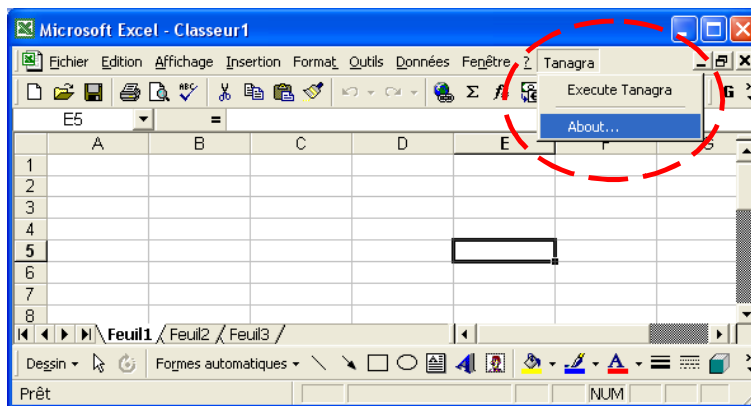 Microsoft Excel - Classeur1
Fichier Edition Affichage Insertion Format Outils Données Fenêtre ? Tanagra
Execute Tanagra
G
About...
E5 =
A B C D E F G
1
2
3
4
5
6
7
8
Feuil1 Feuil2 Feuil3
Dessin Formes automatiques
Prêt NUM